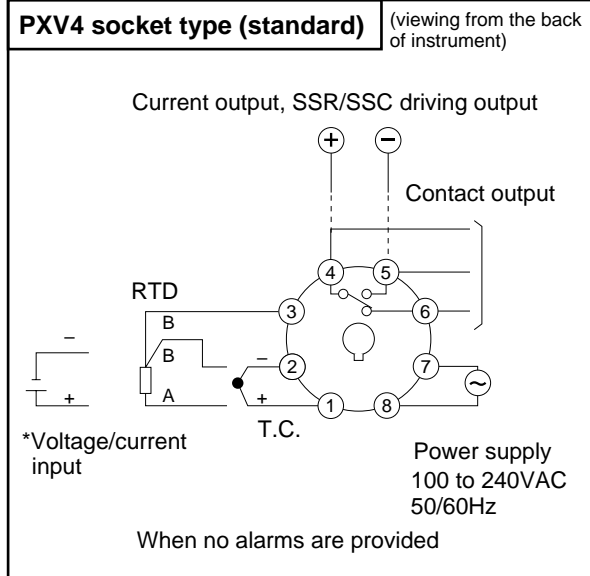 PXV4 socket type (standard)
(viewing from the back
of instrument)
Current output, SSR/SSC driving output
+ −
Contact output
4 5
RTD
3
6
B
−
B
−
2
7
~
A
+
+
1
8
*Voltage/current
input
T.C.
Power supply
100 to 240VAC
50/60Hz
When no alarms are provided